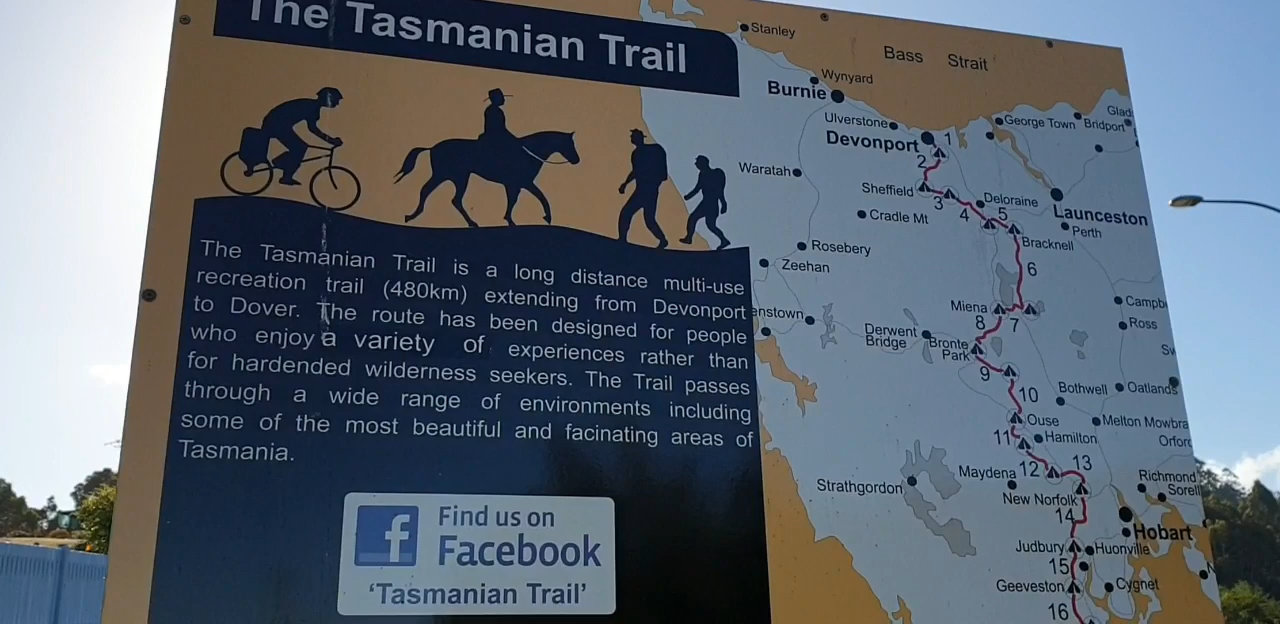 The Tasmanian Trail
The Tasmanian Trail is a long distance multi-use
recreation trail (480km) extending from Devonport
to Dover. The route has been designed for people
who enjoy a variety of experiences rather than
for hardended wilderness seekers. The Trail passes
through a wide range of environments including
some of the most beautiful and facinating areas of
Tasmania.
Find us on
Facebook
'Tasmanian Trail'
Stanley
Bass Strait
Wynyard
Burnie
Ulverstone
George Town
Bridport
Devonport
1
2
Waratah
Sheffield
3
4
Deloraine
5
Launceston
Cradle Mt
Perth
Bracknell
Rosebery
Zeehan
6
Miena
8
7
Ross
Derwent
Bridge
Bronte
Park
9
10
Bothwell
Oatlands
Ouse
Melton Mowbra
11
Hamilton
Maydena
12
13
Richmond
Sorell
Strathgordon
New Norfolk
14
Hobart
Judbury
Huonville
15
Geeveston
Cygnet
16